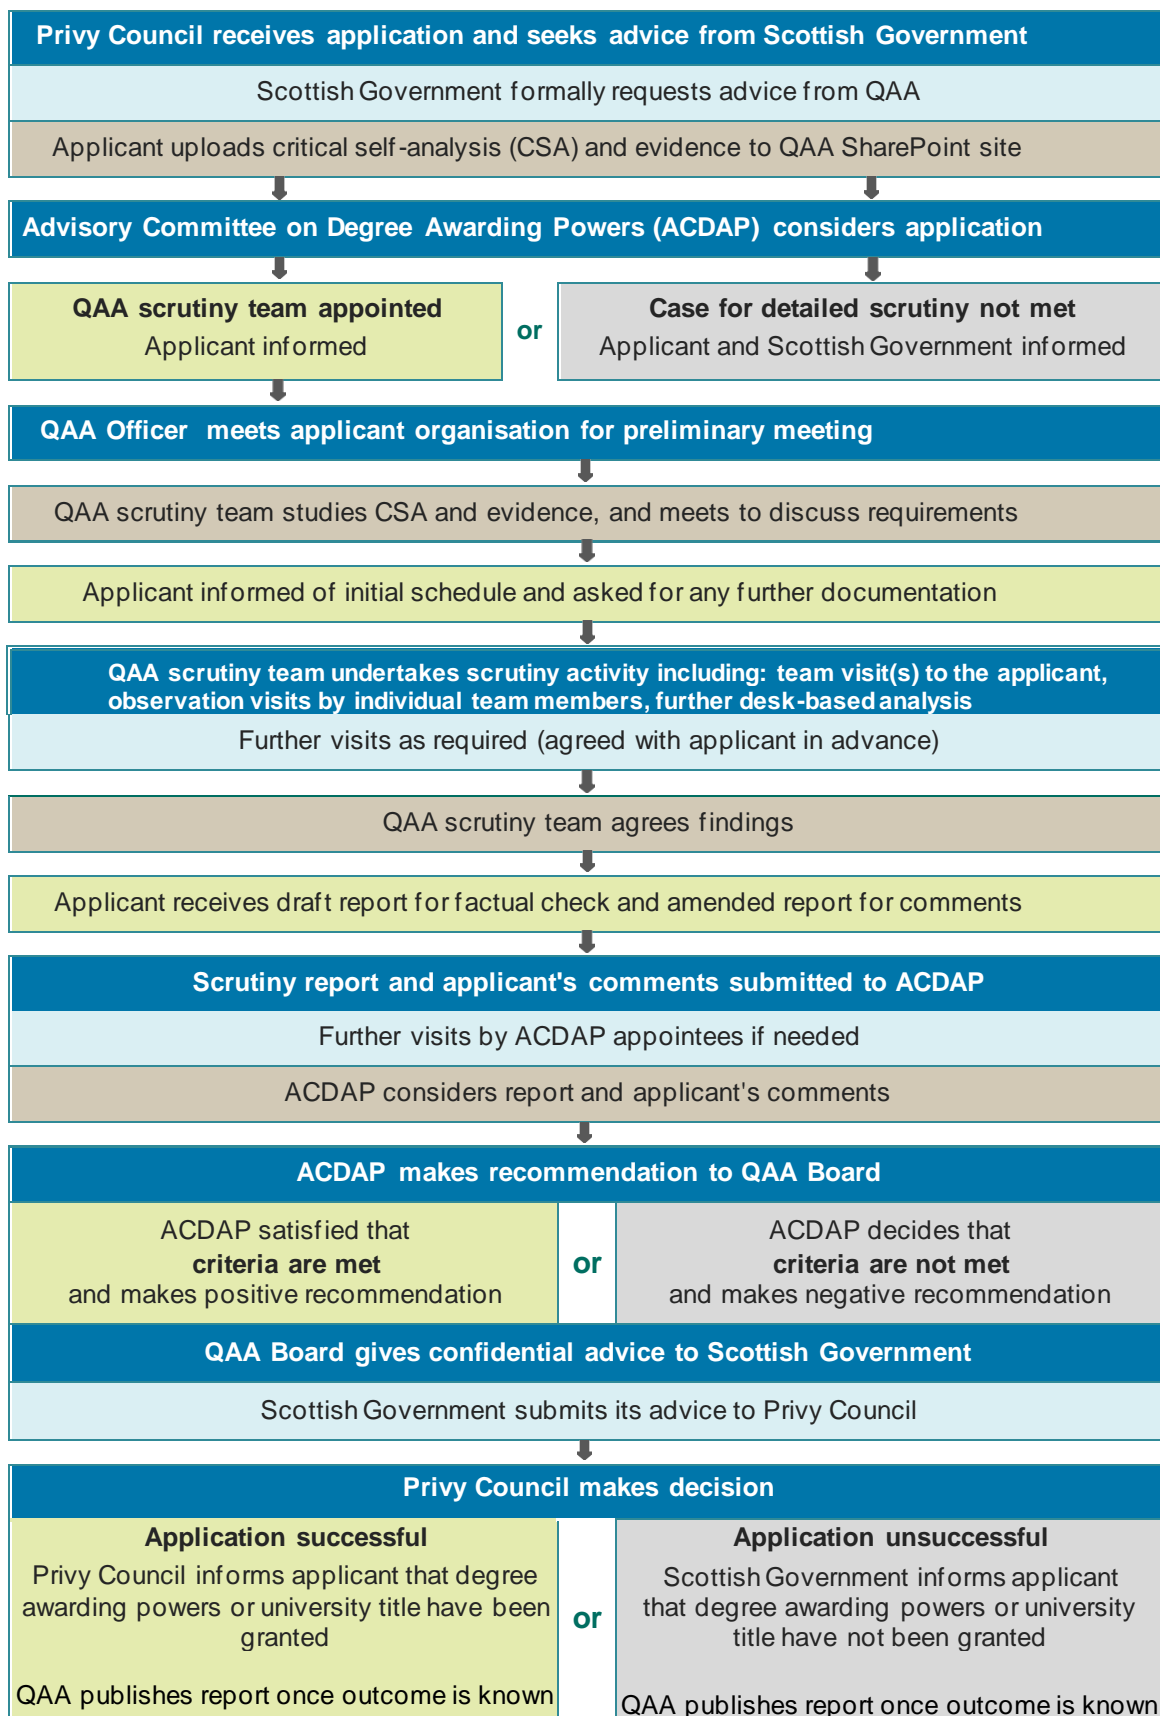 Privy Council receives application and seeks advice from Scottish Government
Scottish Government formally requests advice from QAA
Applicant uploads critical self-analysis (CSA) and evidence to QAA SharePoint site
Advisory Committee on Degree Awarding Powers (ACDAP) considers application
QAA scrutiny team appointed
Applicant informed
or
Case for detailed scrutiny not met
Applicant and Scottish Government informed
QAA Officer meets applicant organisation for preliminary meeting
QAA scrutiny team studies CSA and evidence, and meets to discuss requirements
Applicant informed of initial schedule and asked for any further documentation
QAA scrutiny team undertakes scrutiny activity including: team visit(s) to the applicant,
observation visits by individual team members, further desk-based analysis
Further visits as required (agreed with applicant in advance)
QAA scrutiny team agrees findings
Applicant receives draft report for factual check and amended report for comments
Scrutiny report and applicant's comments submitted to ACDAP
Further visits by ACDAP appointees if needed
ACDAP considers report and applicant's comments
ACDAP makes recommendation to QAA Board
ACDAP satisfied that
criteria are met
and makes positive recommendation
or
ACDAP decides that
criteria are not met
and makes negative recommendation
QAA Board gives confidential advice to Scottish Government
Scottish Government submits its advice to Privy Council
Privy Council makes decision
Application successful
Privy Council informs applicant that degree
awarding powers or university title have been
granted
QAA publishes report once outcome is known
or
Application unsuccessful
Scottish Government informs applicant
that degree awarding powers or university
title have not been granted
QAA publishes report once outcome is known